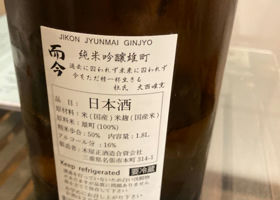 JIKON JYUNMAI GINJYO
而今
純米吟醸雄町
過去に囚われず未来に囚われず
今をただ精一杯生きる
杜氏 大西唯克
品目 日本酒
原材料:米(国産)米麹(国産米)
原料米:雄町(100%)
精米歩合:50% 内容量:1.8L
アルコール分:16%
製造者:木屋正酒造合資会社
三重県名張市本町314-1
Keep refrigerated 要冷蔵